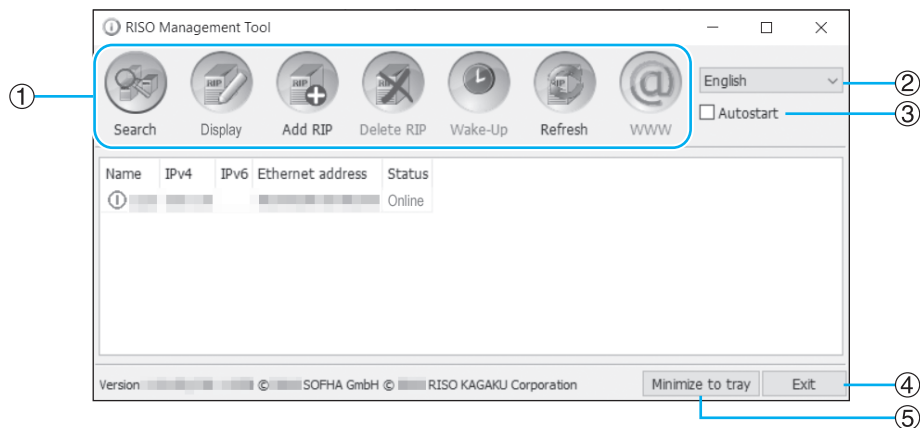 RISO Management Tool
①
Search Display Add RIP Delete RIP Wake-Up Refresh WWW
English ②
Autostart ③
Name IPv4 IPv6 Ethernet address Status
Online
Version © SOFHA GmbH © RISO KAGAKU Corporation
Minimize to tray Exit ④
⑤